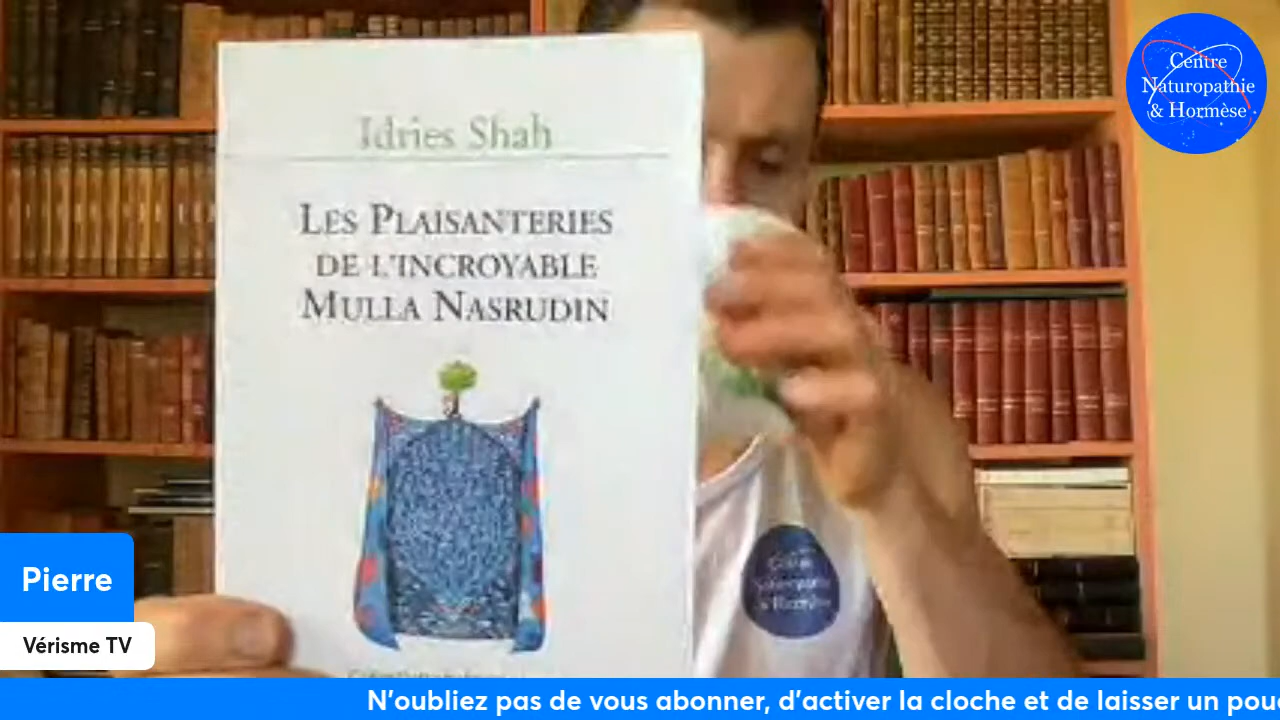 Idries Shah
LES PLAISANTERIES
DE L'INCROYABLE
MULLA NASRUDIN
Centre
Naturopathie
& Hormèse
Pierre
Vérisme TV
N'oubliez pas de vous abonner, d'activer la cloche et de laisser un pou